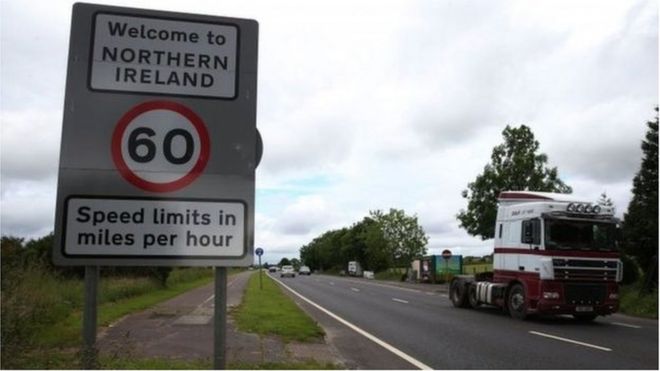 Welcome to
NORTHERN
IRELAND
60
Speed limits in
miles per hour